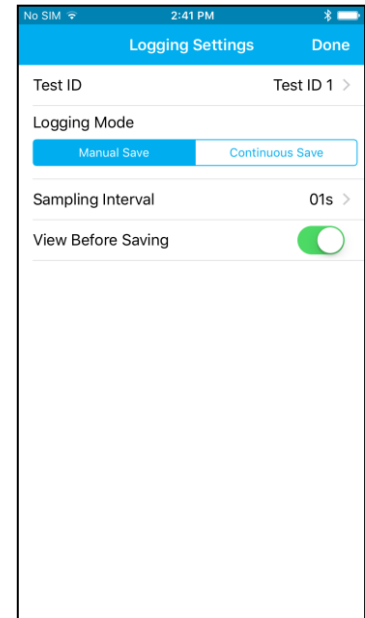 No SIM 2:41 PM
Logging Settings Done
Test ID Test ID 1 >
Logging Mode
Manual Save Continuous Save
Sampling Interval 01s >
View Before Saving